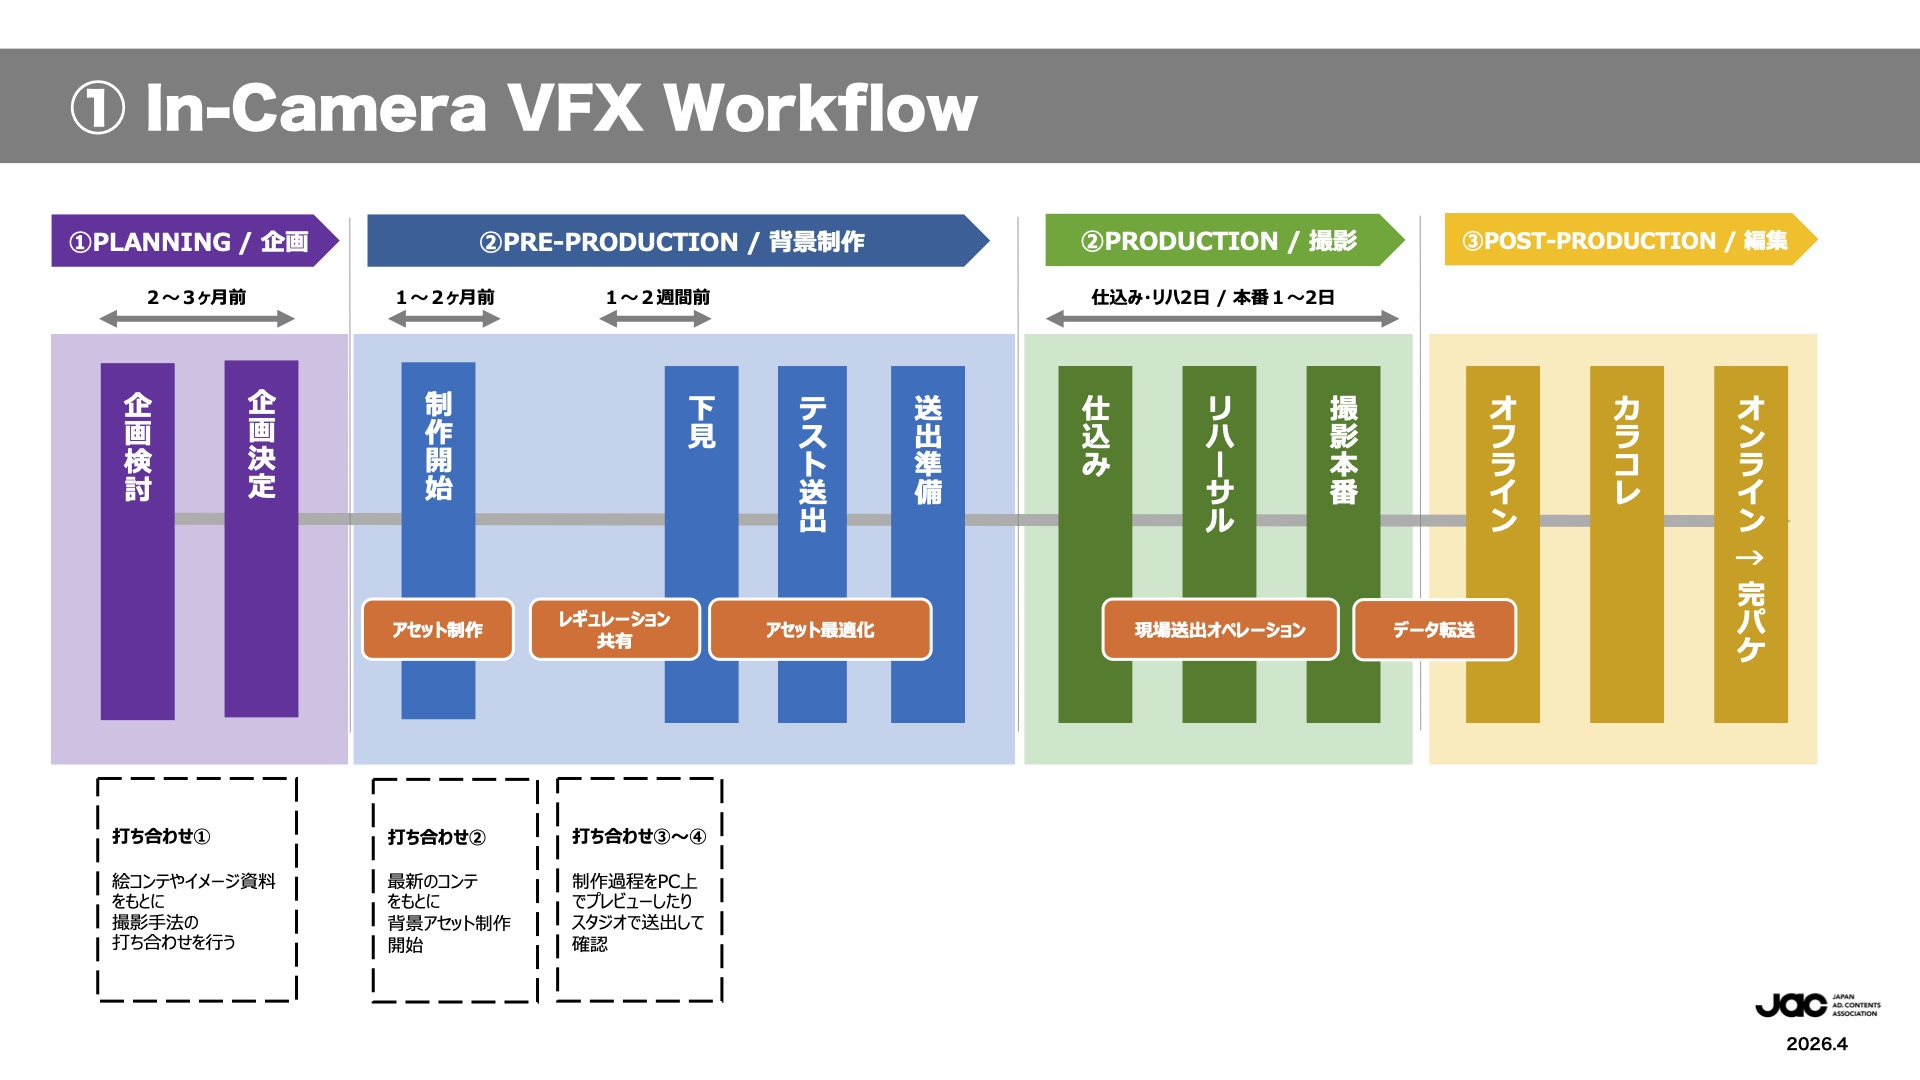 ① In-Camera VFX Workflow
①PLANNING / 企画
②PRE-PRODUCTION / 背景制作
②PRODUCTION / 撮影
③POST-PRODUCTION / 編集
2～3ヶ月前
1～2ヶ月前
1～2週間前
仕込み･リハ2日 / 本番1～2日
企画検討
企画決定
制作開始
下見
テスト送出
送出準備
仕込み
リハーサル
撮影本番
オフライン
カラコレ
オンライン → 完パケ
アセット制作
レギュレーション
共有
アセット最適化
現場送出オペレーション
データ転送
打ち合わせ①
絵コンテやイメージ資料
をもとに
撮影手法の
打ち合わせを行う
打ち合わせ②
最新のコンテ
をもとに
背景アセット制作
開始
打ち合わせ③～④
制作過程をPC上
でプレビューしたり
スタジオで送出して
確認
Jac
JAPAN
AD. CONTENTS
ASSOCIATION
2026.4